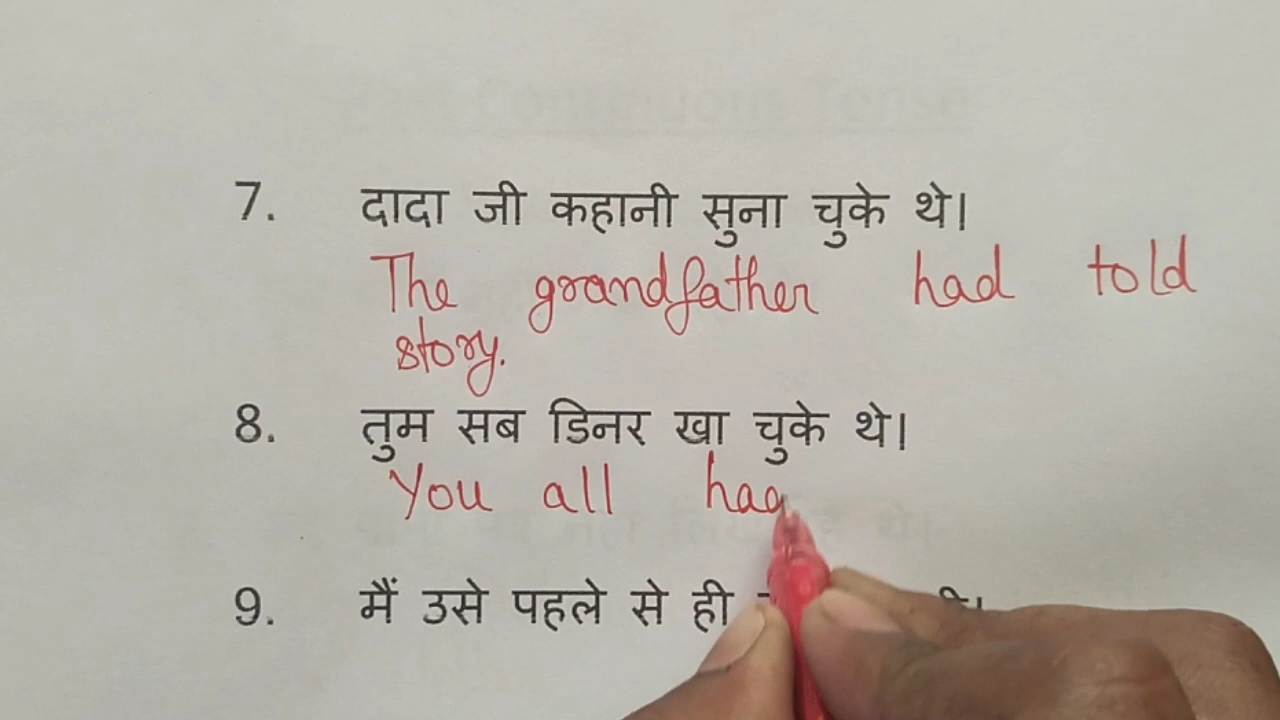 7. दादा जी कहानी सुना चुके थे।
The grandfather had told
story.
8. तुम सब डिनर खा चुके थे।
You all had
9. मैं उसे पहले से ही